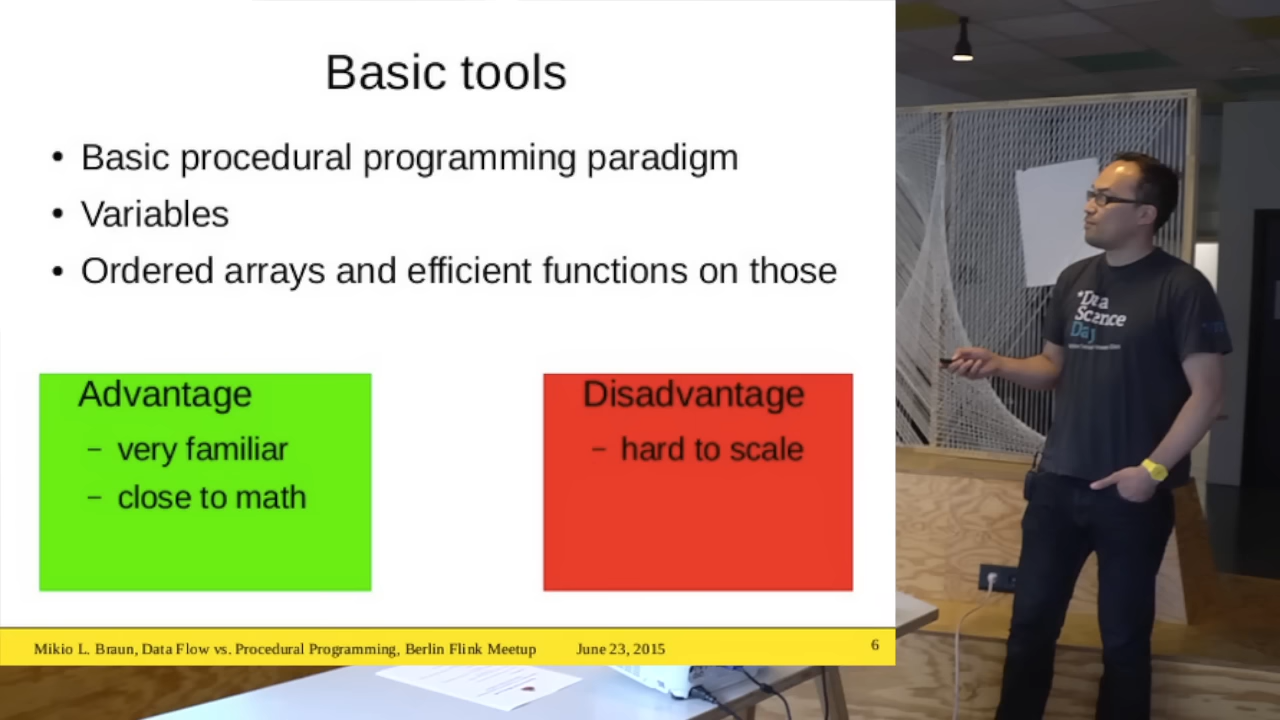 Basic tools
• Basic procedural programming paradigm
• Variables
• Ordered arrays and efficient functions on those
Advantage
– very familiar
– close to math
Disadvantage
– hard to scale
Mikio L. Braun, Data Flow vs. Procedural Programming, Berlin Flink Meetup June 23, 2015 6
*Data
Science
Day